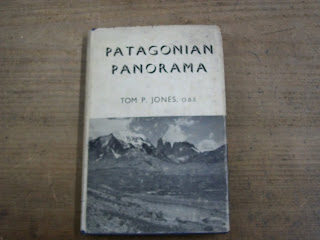 PATAGONIAN
PANORAMA
TOM P. JONES, O.B.E.